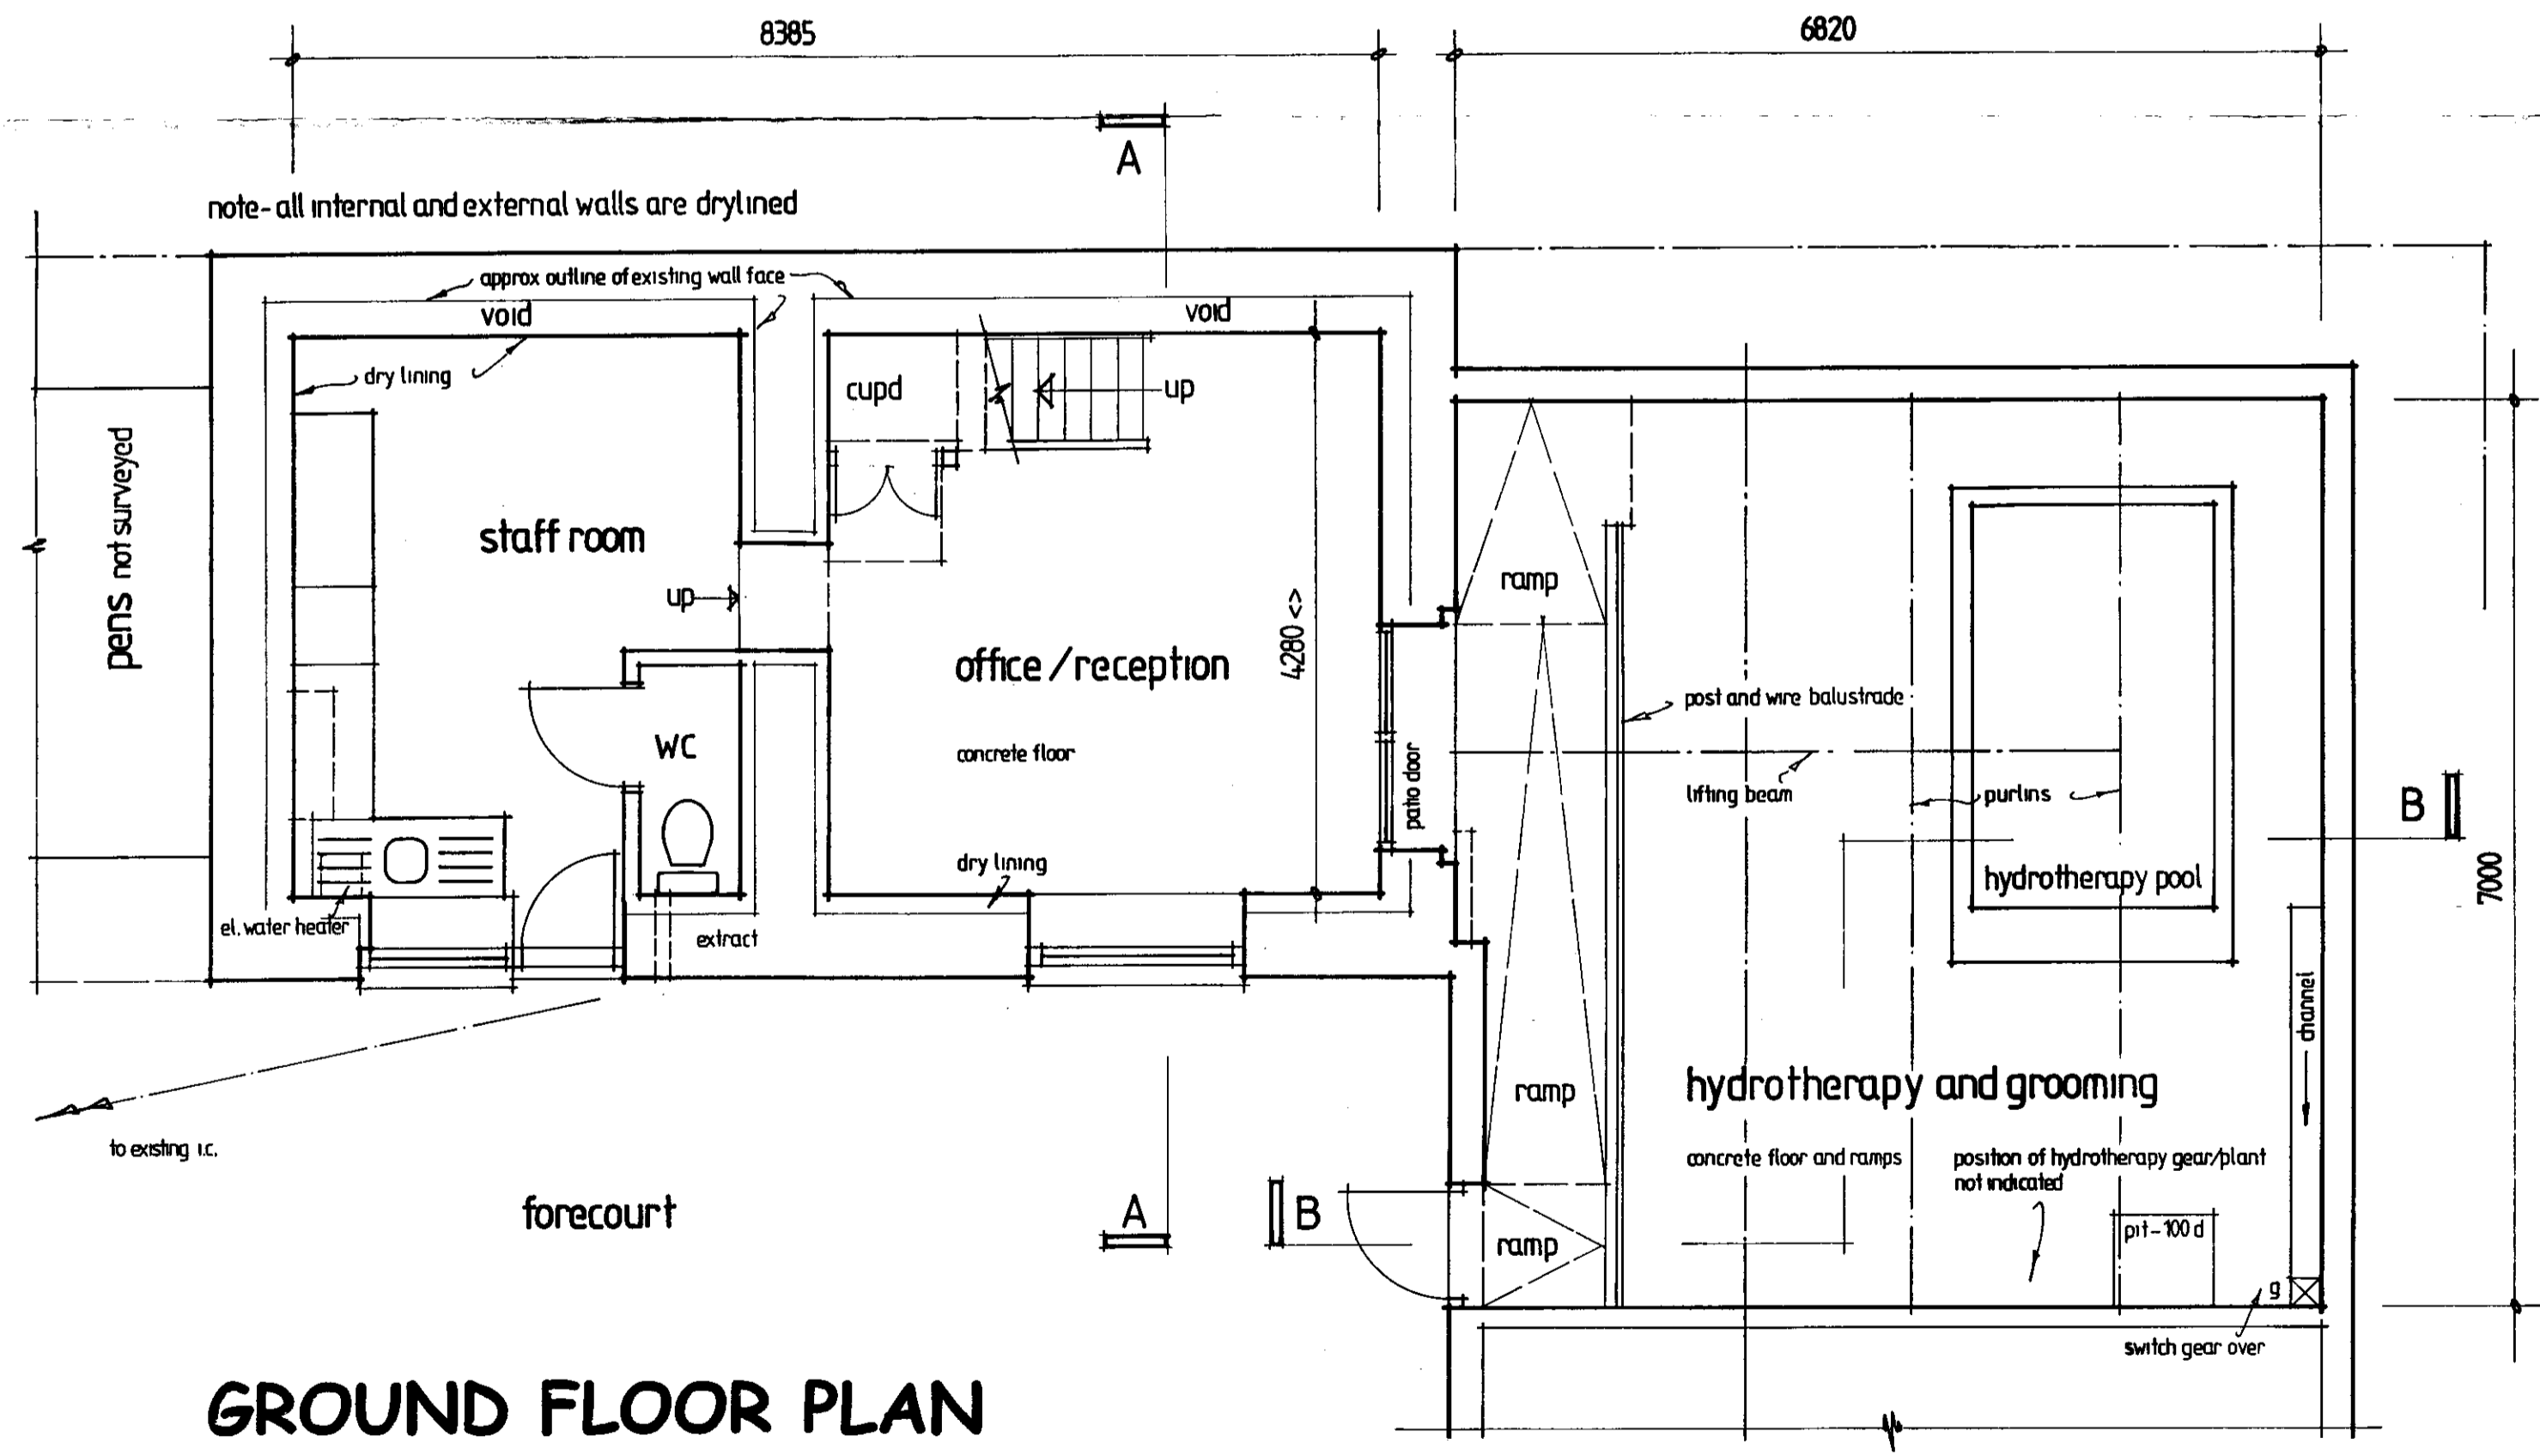 8385
6820
A
note- all internal and external walls are drylined
approx outline of existing wall face
void
void
dry lining
cupd
up
pens not surveyed
staff room
ramp
up
office / reception
4280 <>
post and wire balustrade
WC
concrete floor
patio door
lifting beam
purlins
B
dry lining
hydrotherapy pool
7000
el. water heater
extract
channel
hydrotherapy and grooming
ramp
to existing i.c.
concrete floor and ramps
position of hydrotherapy gear/plant
not indicated
forecourt
A
B
ramp
pit - 100 d
g
switch gear over
GROUND FLOOR PLAN